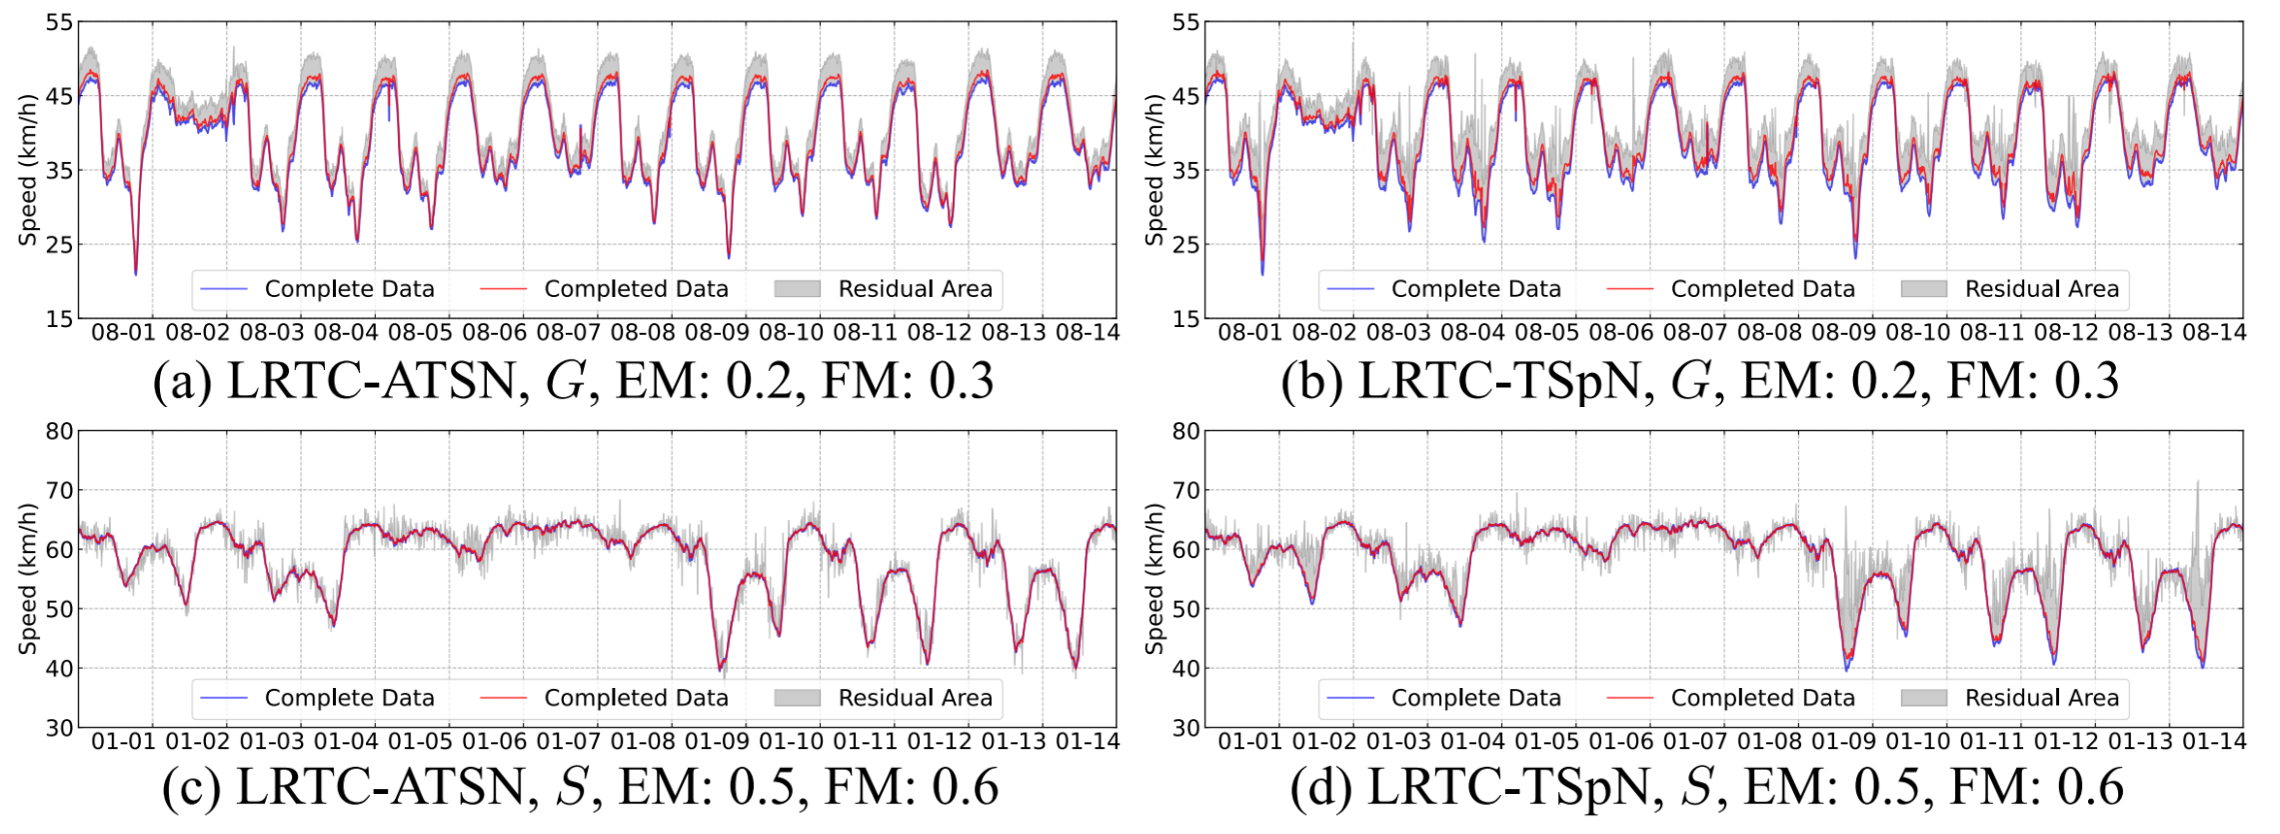 55
45
35
25
15
Speed (km/h)
Complete Data Completed Data Residual Area
08-01 08-02 08-03 08-04 08-05 08-06 08-07 08-08 08-09 08-10 08-11 08-12 08-13 08-14
(a) LRTC-ATSN, G, EM: 0.2, FM: 0.3
55
45
35
25
15
Speed (km/h)
Complete Data Completed Data Residual Area
08-01 08-02 08-03 08-04 08-05 08-06 08-07 08-08 08-09 08-10 08-11 08-12 08-13 08-14
(b) LRTC-TSpN, G, EM: 0.2, FM: 0.3
80
70
60
50
40
30
Speed (km/h)
Complete Data Completed Data Residual Area
01-01 01-02 01-03 01-04 01-05 01-06 01-07 01-08 01-09 01-10 01-11 01-12 01-13 01-14
(c) LRTC-ATSN, S, EM: 0.5, FM: 0.6
80
70
60
50
40
30
Speed (km/h)
Complete Data Completed Data Residual Area
01-01 01-02 01-03 01-04 01-05 01-06 01-07 01-08 01-09 01-10 01-11 01-12 01-13 01-14
(d) LRTC-TSpN, S, EM: 0.5, FM: 0.6